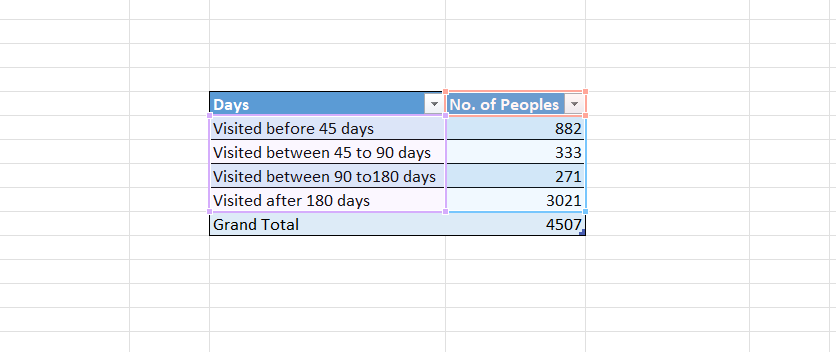 Days No. of Peoples
Visited before 45 days 882
Visited between 45 to 90 days 333
Visited between 90 to180 days 271
Visited after 180 days 3021
Grand Total 4507